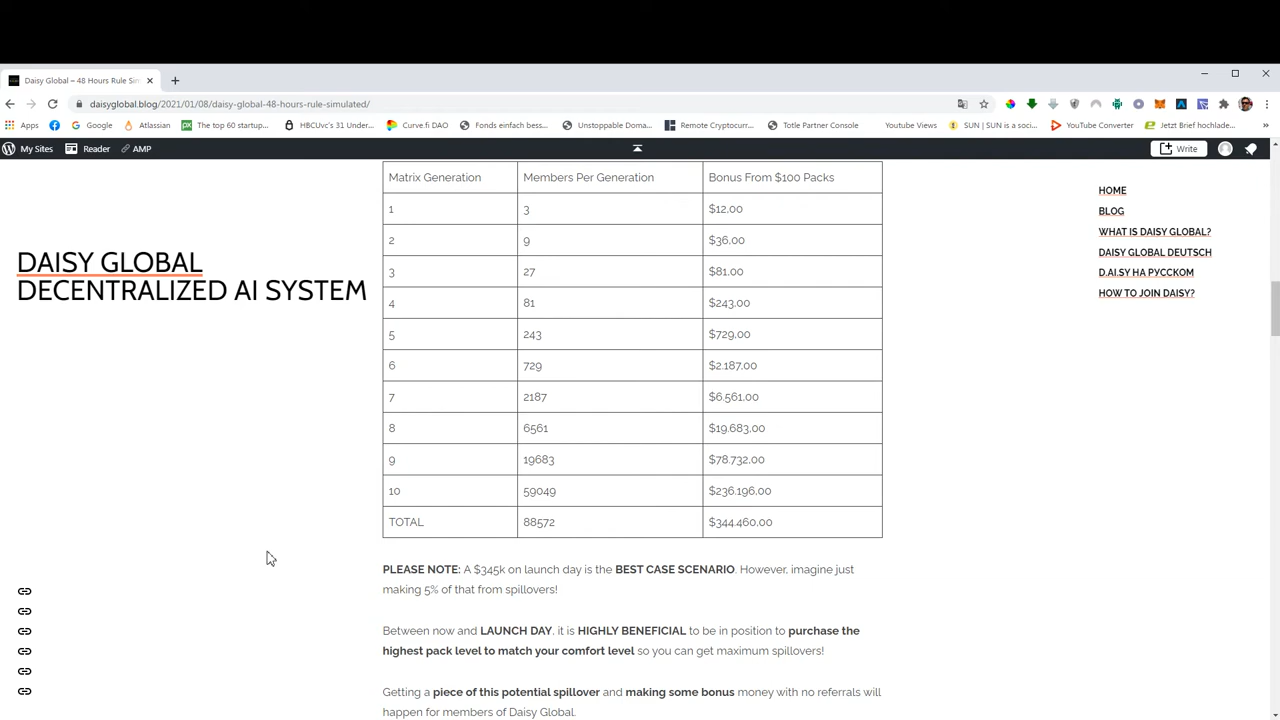 Daisy Global – 48 Hours Rule Sim
daisyglobal.blog/2021/01/08/daisy-global-48-hours-rule-simulated/
Apps Google Atlassian The top 60 startup... HBCUvc's 31 Under... Curve.fi DAO Fonds einfach bess... Unstoppable Doma... Remote Cryptocurr... Totle Partner Console Youtube Views SUN | SUN is a soci... YouTube Converter Jetzt Brief hochlade... »
My Sites Reader AMP Write
DAISY GLOBAL
DECENTRALIZED AI SYSTEM
Matrix Generation Members Per Generation Bonus From $100 Packs
1 3 $12,00
2 9 $36,00
3 27 $81,00
4 81 $243,00
5 243 $729,00
6 729 $2.187,00
7 2187 $6.561,00
8 6561 $19.683,00
9 19683 $78.732,00
10 59049 $236.196,00
TOTAL 88572 $344.460,00
PLEASE NOTE: A $345k on launch day is the BEST CASE SCENARIO. However, imagine just
making 5% of that from spillovers!
Between now and LAUNCH DAY, it is HIGHLY BENEFICIAL to be in position to purchase the
highest pack level to match your comfort level so you can get maximum spillovers!
Getting a piece of this potential spillover and making some bonus money with no referrals will
happen for members of Daisy Global.
HOME
BLOG
WHAT IS DAISY GLOBAL?
DAISY GLOBAL DEUTSCH
D.AI.SY НА РУССКОМ
HOW TO JOIN DAISY?